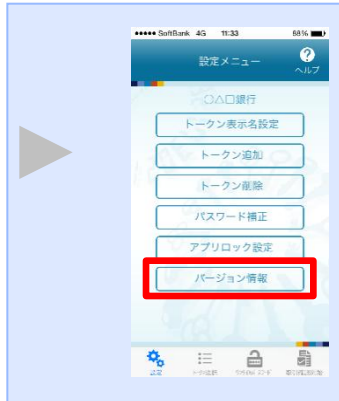 ●●●●● SoftBank 4G 11:33 68%
設定メニュー
?
ヘルプ
○△□銀行
トークン表示名設定
トークン追加
トークン削除
パスワード補正
アプリロック設定
バージョン情報
設定